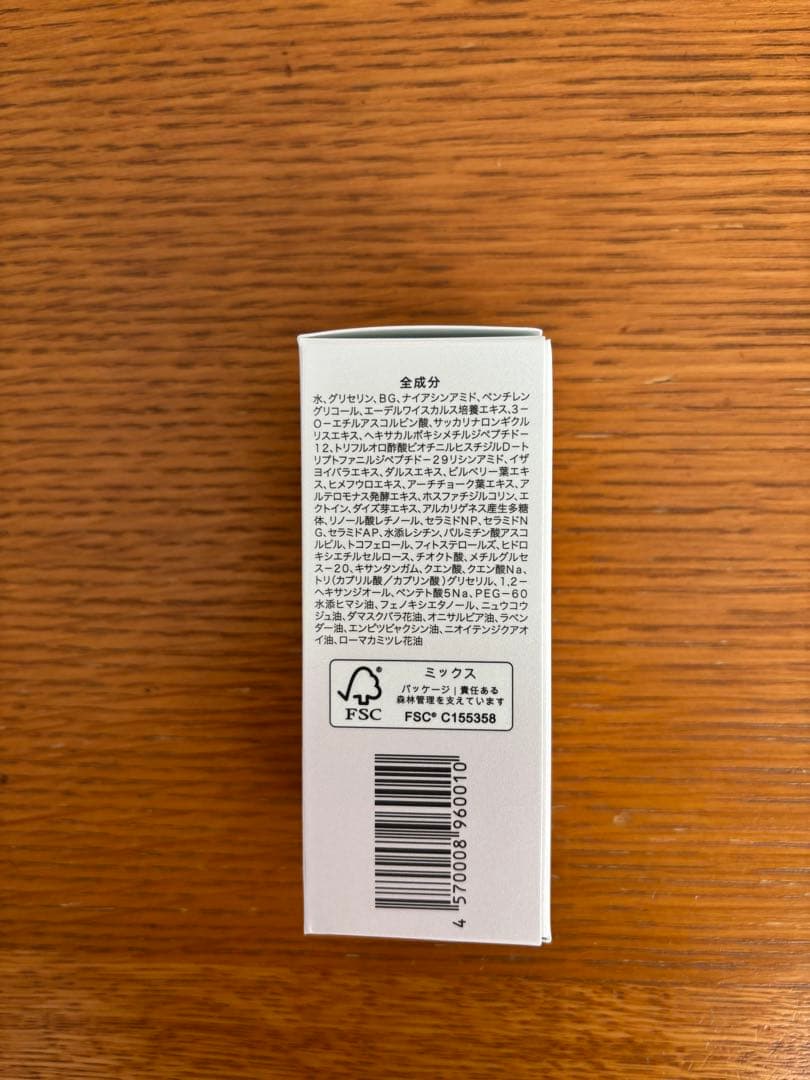 全成分
水、グリセリン、BG、ナイアシンアミド、ペンチレン
グリコール、エーデルワイスカルス培養エキス、3-
O-エチルアスコルビン酸、サッカリナロンギクル
リスエキス、ヘキサカルボキシメチルジペプチド-
12、トリフルオロ酢酸ビオチニルヒスチジルD-ト
リプトファニルジペプチド-29リシンアミド、イザ
ヨイバラエキス、ダルスエキス、ビルベリー葉エキ
ス、ヒメフウロエキス、アーチチョーク葉エキス、ア
ルテロモナス発酵エキス、ホスファチジルコリン、エ
クトイン、ダイズ芽エキス、アルカリゲネス産生多糖
体、リノール酸レチノール、セラミドNP、セラミドN
G、セラミドAP、水添レシチン、パルミチン酸アスコ
ルビル、トコフェロール、フィトステロールズ、ヒドロ
キシエチルセルロース、チオクト酸、メチルグルセ
ス-20、キサンタンガム、クエン酸、クエン酸Na、
トリ(カプリル酸/カプリン酸)グリセリル、1,2-
ヘキサンジオール、ペンテト酸5Na、PEG-60
水添ヒマシ油、フェノキシエタノール、ニュウコウ
ジュ油、ダマスクバラ花油、オニサルビア油、ラベン
ダー油、エンピツビャクシン油、ニオイテンジクアオ
イ油、ローマカミツレ花油
FSC®
ミックス
パッケージ | 責任ある
森林管理を支えています
FSC® C155358
4 570008 960010